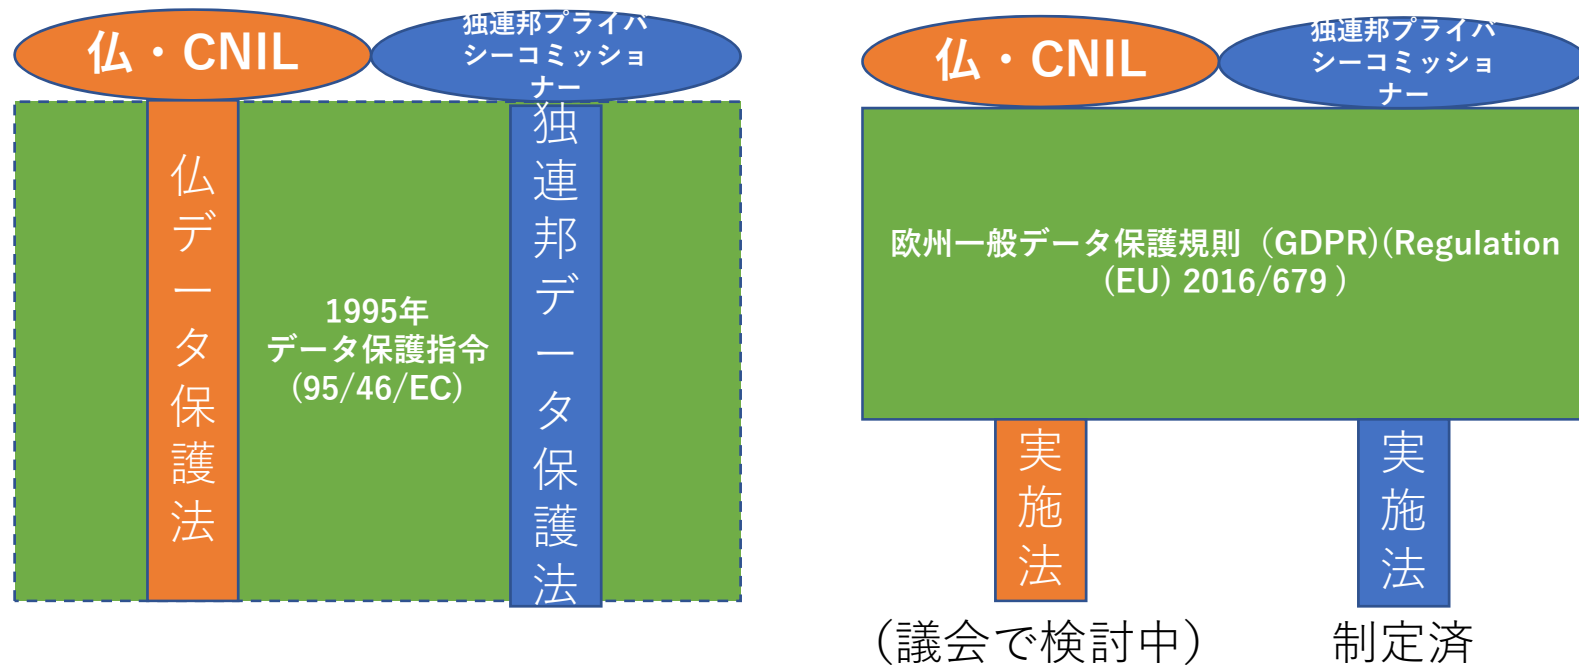 仏・CNIL
独連邦プライバ
シーコミッショ
ナー
仏データ保護法
1995年
データ保護指令
(95/46/EC)
独連邦データ保護法
仏・CNIL
独連邦プライバ
シーコミッショ
ナー
欧州一般データ保護規則（GDPR)(Regulation
(EU) 2016/679 )
実施法
実施法
（議会で検討中）
制定済